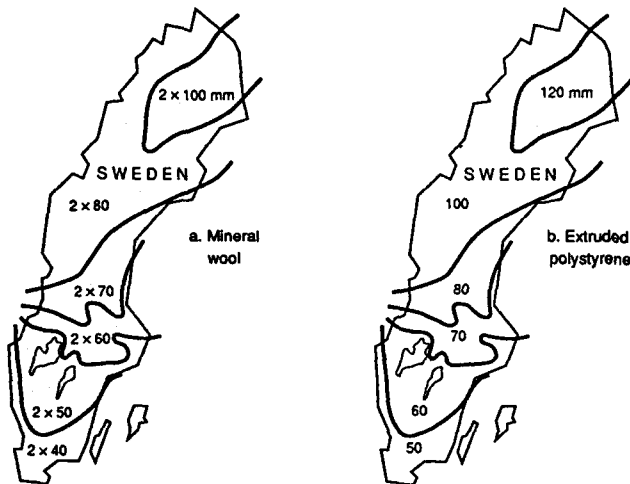 2 × 100 mm
SWEDEN
2 × 80
a. Mineral
wool
2 × 70
2 × 60
2 × 50
2 × 40
120 mm
SWEDEN
100
b. Extruded
polystyrene
80
70
60
50